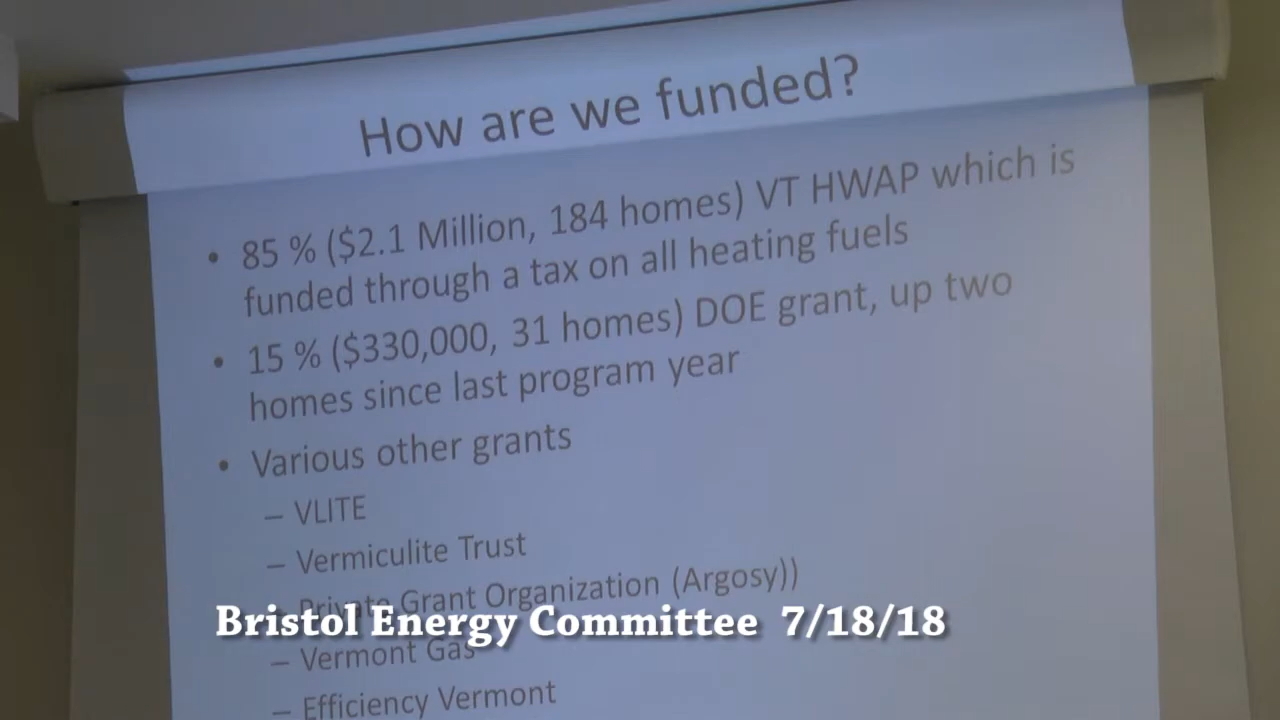 How are we funded?
• 85 % ($2.1 Million, 184 homes) VT HWAP which is
funded through a tax on all heating fuels
• 15 % ($330,000, 31 homes) DOE grant, up two
homes since last program year
• Various other grants
– VLITE
– Vermiculite Trust
– Private Grant Organization (Argosy))
Bristol Energy Committee 7/18/18
– Vermont Gas
– Efficiency Vermont